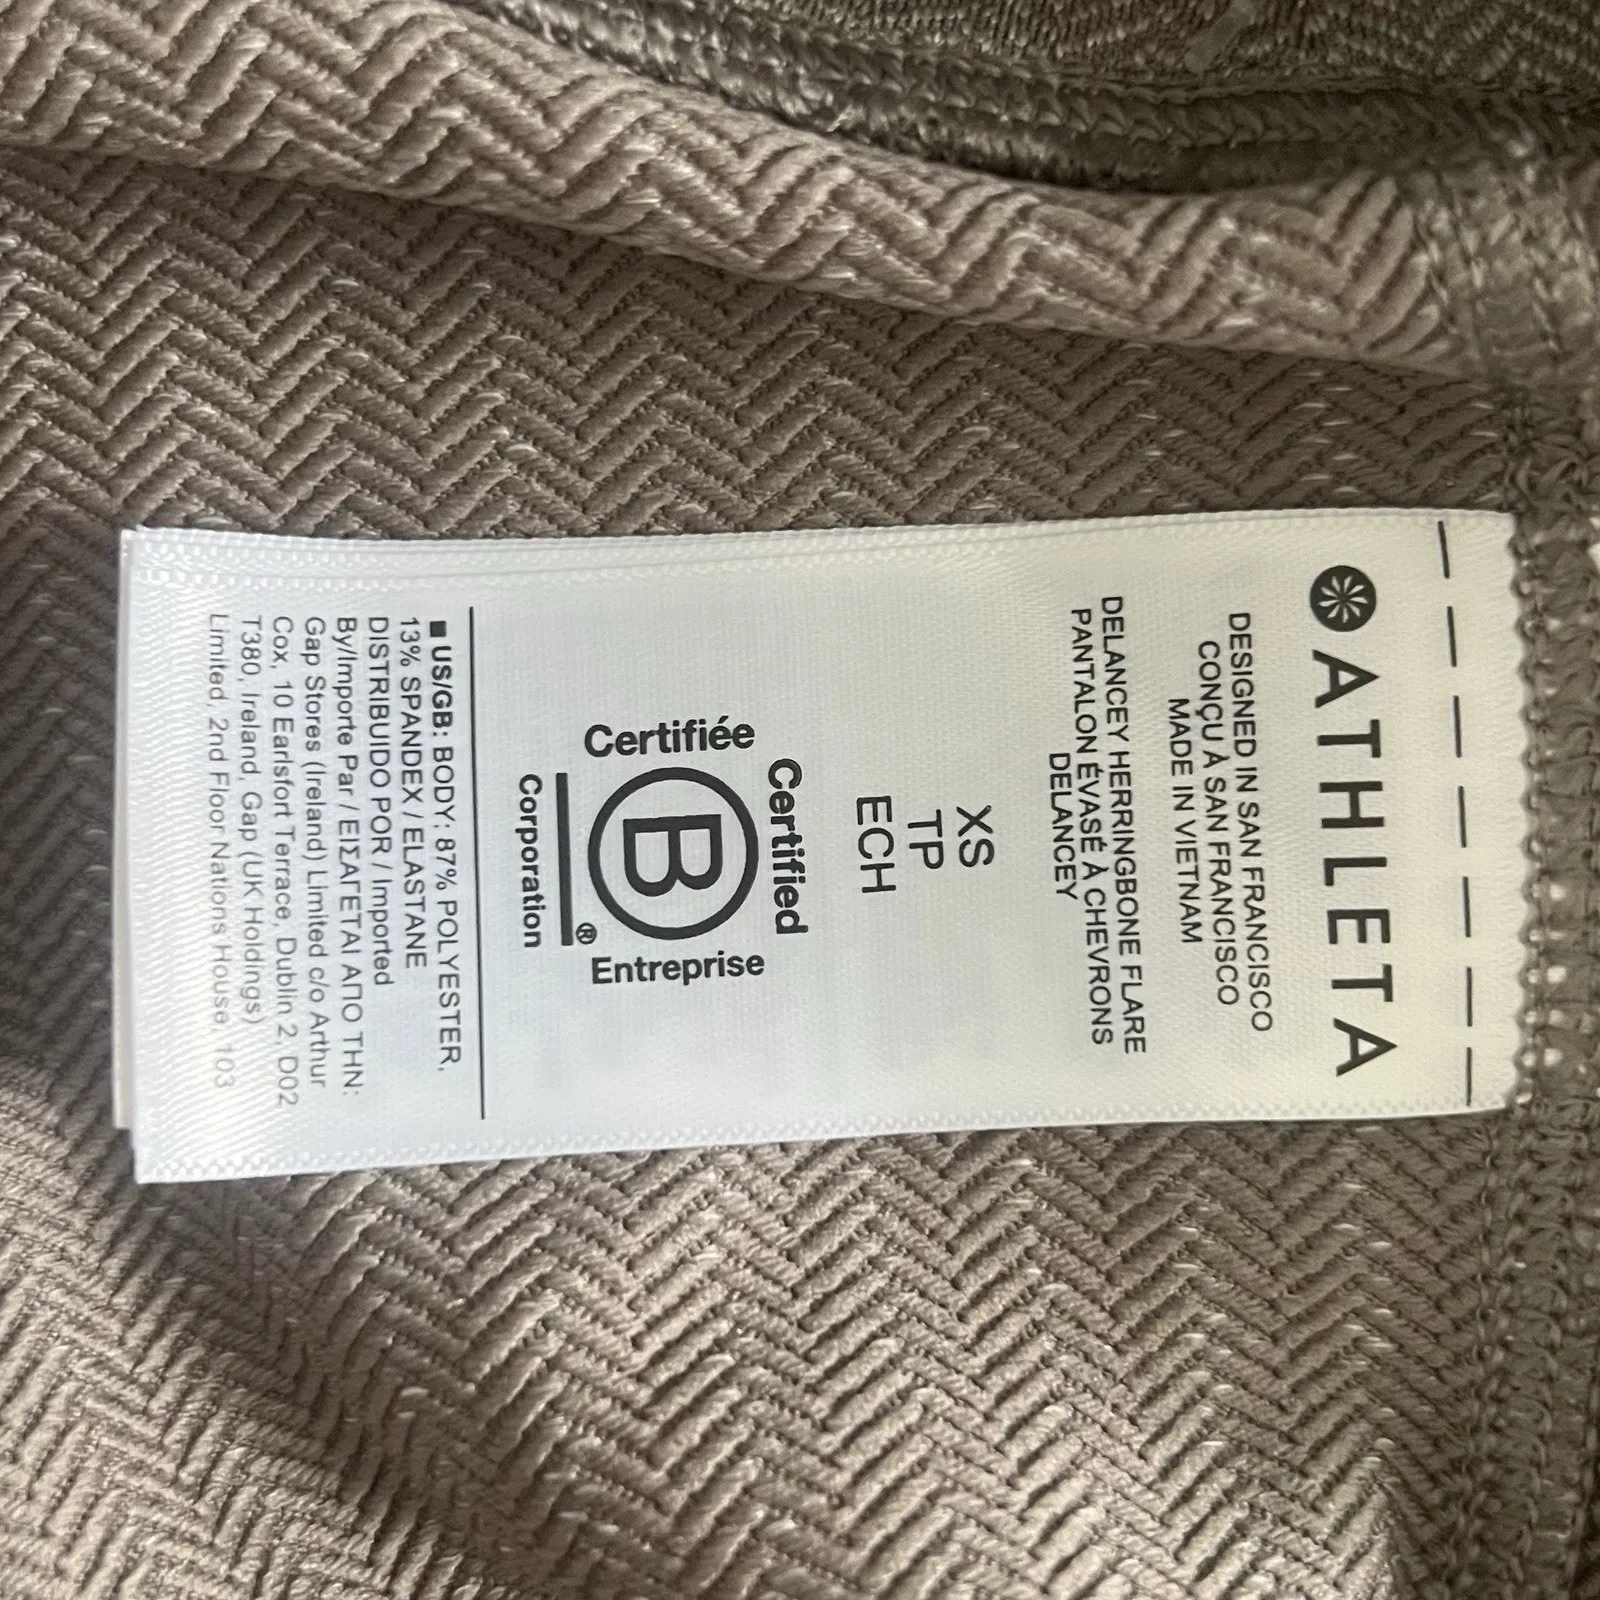 ATHLETA
DESIGNED IN SAN FRANCISCO
CONÇU À SAN FRANCISCO
MADE IN VIETNAM
DELANCEY HERRINGBONE FLARE
PANTALON ÉVASÉ À CHEVRONS
DELANCEY
XS
TP
ECH
Certified
Certifiée
B
Entreprise
®
Corporation
■ US/GB: BODY: 87% POLYESTER,
13% SPANDEX / ELASTANE
DISTRIBUIDO POR / Imported
By/Importe Par / ΕΙΣΑΓΕΤΑΙ ΑΠΟ ΤΗΝ:
Gap Stores (Ireland) Limited c/o Arthur
Cox, 10 Earlsfort Terrace, Dublin 2, D02
T380, Ireland, Gap (UK Holdings)
Limited, 2nd Floor Nations House, 103